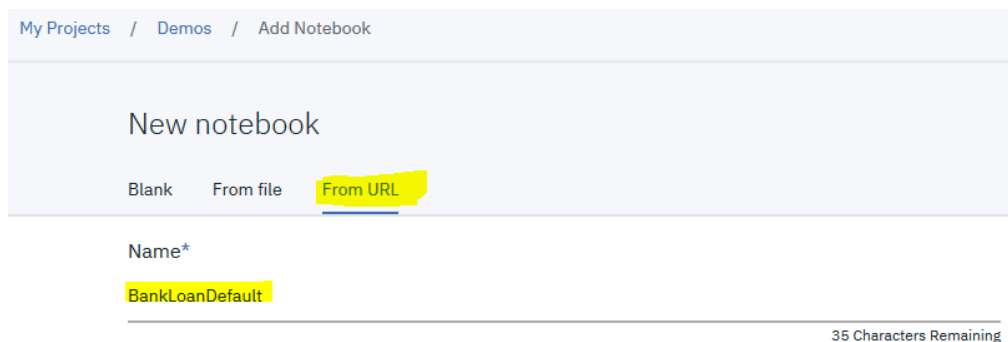 My Projects / Demos / Add Notebook
New notebook
Blank From file From URL
Name*
BankLoanDefault
35 Characters Remaining